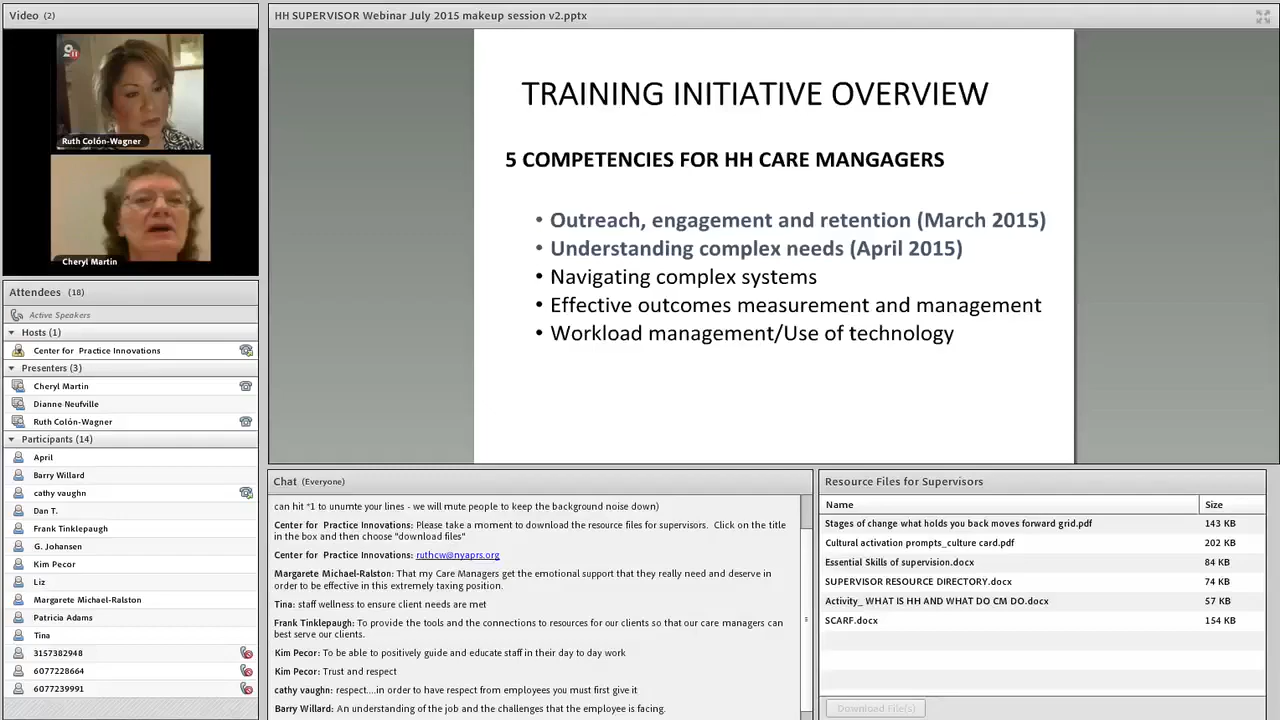 Video (2)
Ruth Colón-Wagner
Cheryl Martin
Attendees (18)
Active Speakers
Hosts (1)
Center for Practice Innovations
Presenters (3)
Cheryl Martin
Dianne Neufville
Ruth Colón-Wagner
Participants (14)
April
Barry Willard
cathy vaughn
Dan T.
Frank Tinklepaugh
G. Johansen
Kim Pecor
Liz
Margarete Michael-Ralston
Patricia Adams
Tina
3157382948
6077228664
6077239991
HH SUPERVISOR Webinar July 2015 makeup session v2.pptx
TRAINING INITIATIVE OVERVIEW
5 COMPETENCIES FOR HH CARE MANGAGERS
• Outreach, engagement and retention (March 2015)
• Understanding complex needs (April 2015)
• Navigating complex systems
• Effective outcomes measurement and management
• Workload management/Use of technology
Chat (Everyone)
can hit *1 to unumte your lines - we will mute people to keep the background noise down)
Center for Practice Innovations: Please take a moment to download the resource files for supervisors. Click on the title
in the box and then choose "download files"
Center for Practice Innovations: ruthcw@nyaprs.org
Margarete Michael-Ralston: That my Care Managers get the emotional support that they really need and deserve in
order to be effective in this extremely taxing position.
Tina: staff wellness to ensure client needs are met
Frank Tinklepaugh: To provide the tools and the connections to resources for our clients so that our care managers can
best serve our clients.
Kim Pecor: To be able to positively guide and educate staff in their day to day work
Kim Pecor: Trust and respect
cathy vaughn: respect....in order to have respect from employees you must first give it
Barry Willard: An understanding of the job and the challenges that the employee is facing.
Resource Files for Supervisors
Name Size
Stages of change what holds you back moves forward grid.pdf 143 KB
Cultural activation prompts_culture card.pdf 202 KB
Essential Skills of supervision.docx 84 KB
SUPERVISOR RESOURCE DIRECTORY.docx 74 KB
Activity_ WHAT IS HH AND WHAT DO CM DO.docx 57 KB
SCARF.docx 154 KB
Download File(s)